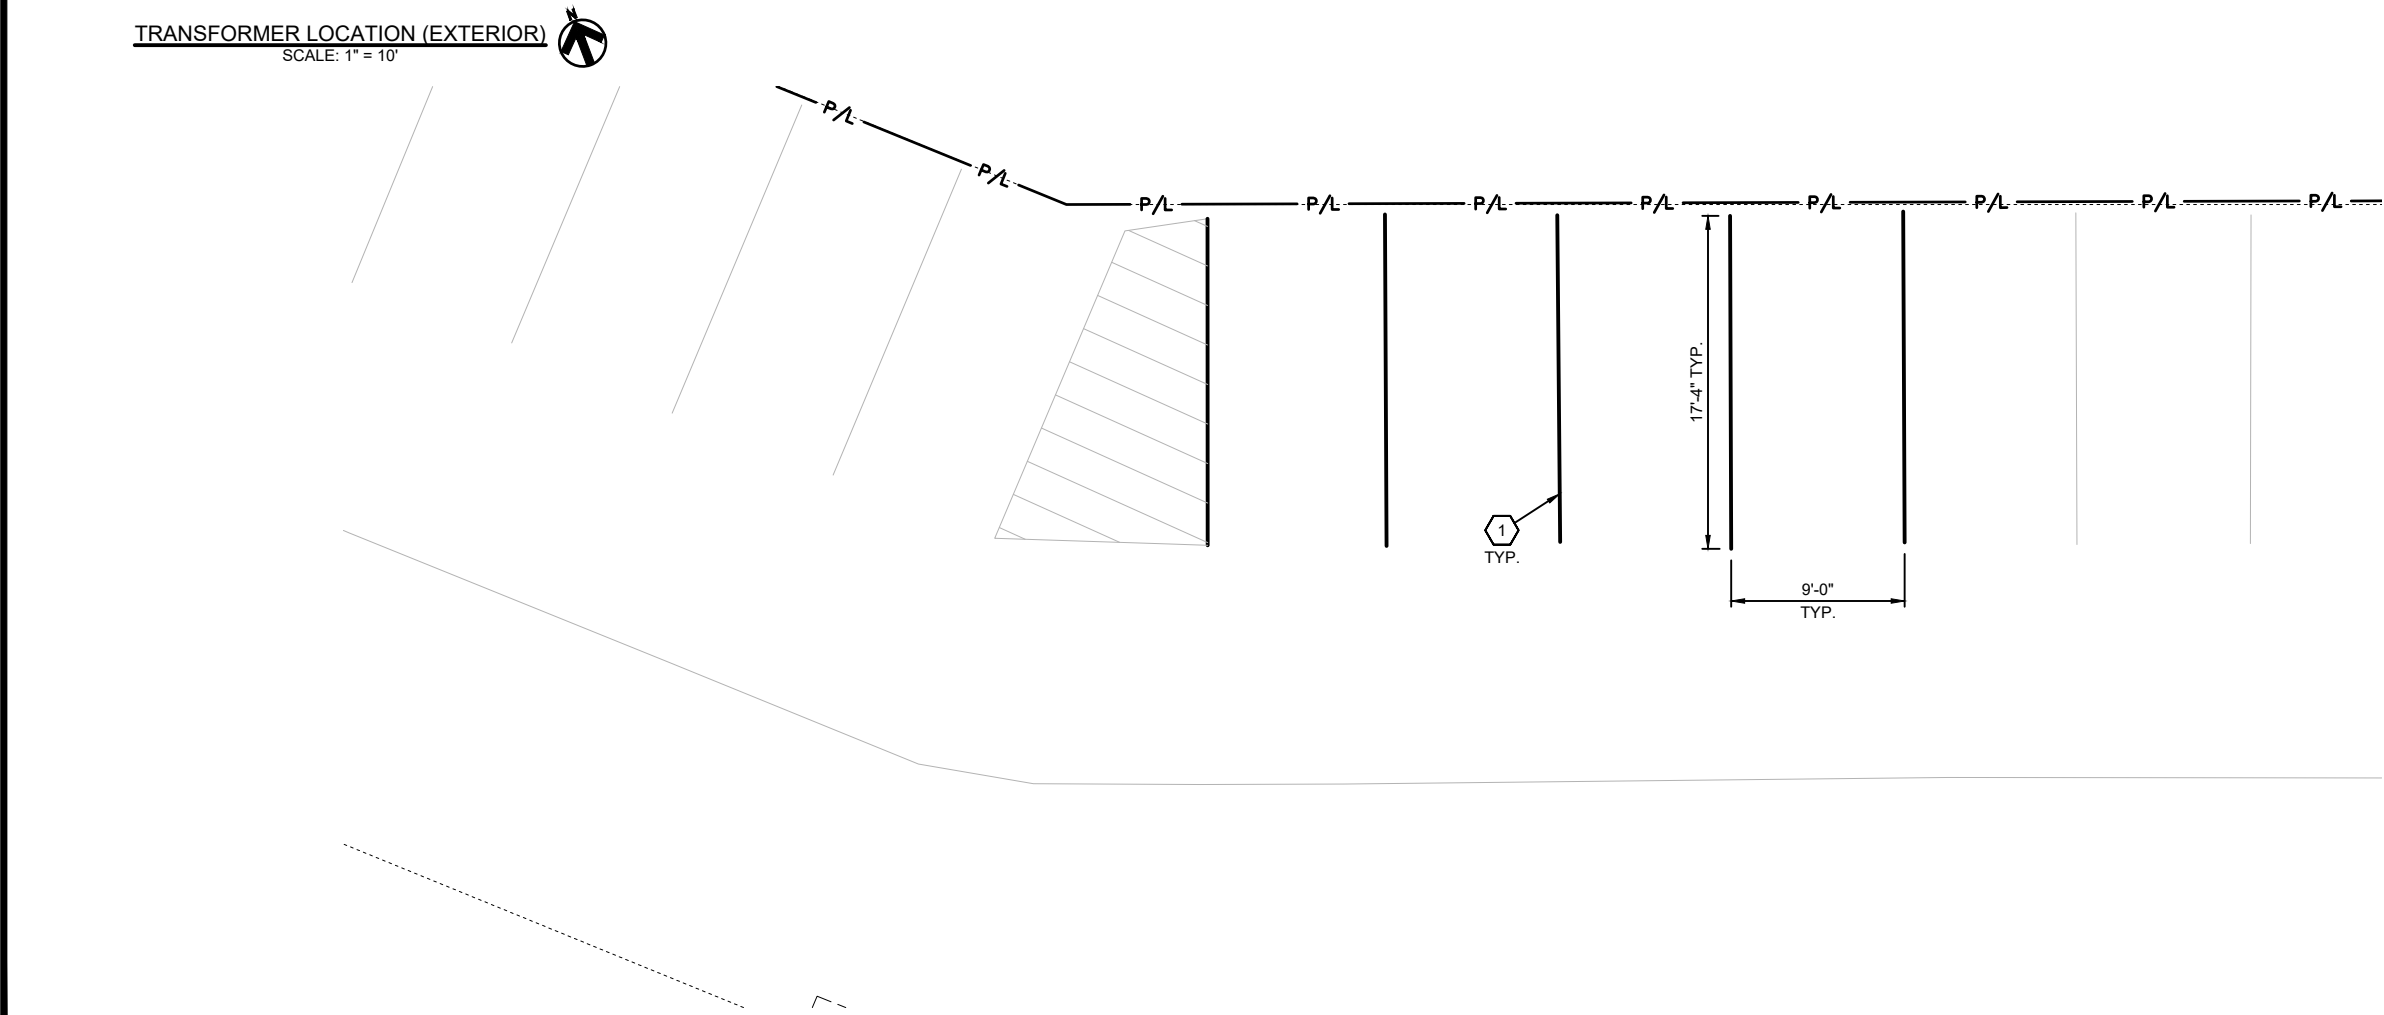 N
TRANSFORMER LOCATION (EXTERIOR)
SCALE: 1" = 10'
P/L
P/L
P/L P/L P/L P/L P/L P/L P/L P/L
17'-4" TYP.
1
TYP.
9'-0"
TYP.